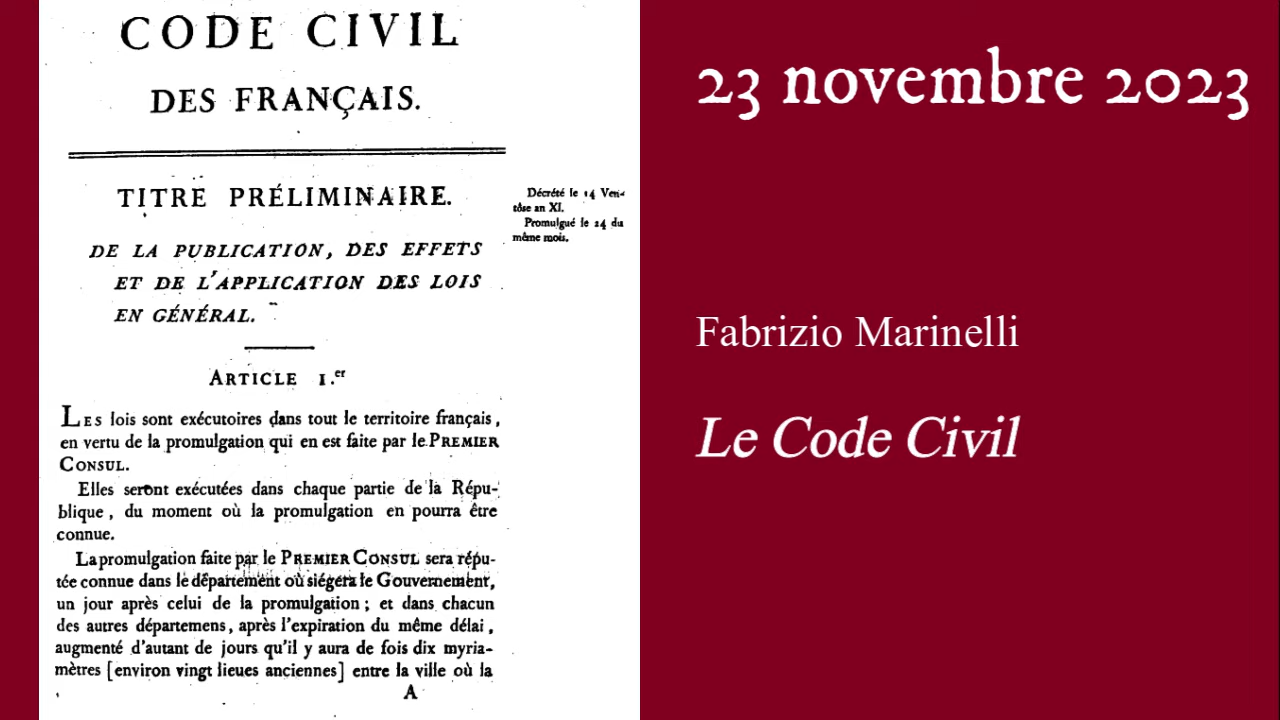 CODE CIVIL
DES FRANÇAIS.
TITRE PRÉLIMINAIRE.
Décrété le 14 Ven-
tôse an XI.
Promulgué le 24 du
même mois.
DE LA PUBLICATION, DES EFFETS
ET DE L'APPLICATION DES LOIS
EN GÉNÉRAL.
ARTICLE 1.er
LES lois sont exécutoires dans tout le territoire français,
en vertu de la promulgation qui en est faite par le PREMIER
CONSUL.
Elles seront exécutées dans chaque partie de la Répu-
blique, du moment où la promulgation en pourra être
connue.
La promulgation faite par le PREMIER CONSUL sera répu-
tée connue dans le département où siégera le Gouvernement,
un jour après celui de la promulgation; et dans chacun
des autres départemens, après l'expiration du même délai,
augmenté d'autant de jours qu'il y aura de fois dix myria-
mètres [environ vingt lieues anciennes] entre la ville où la
A
23 novembre 2023
Fabrizio Marinelli
Le Code Civil